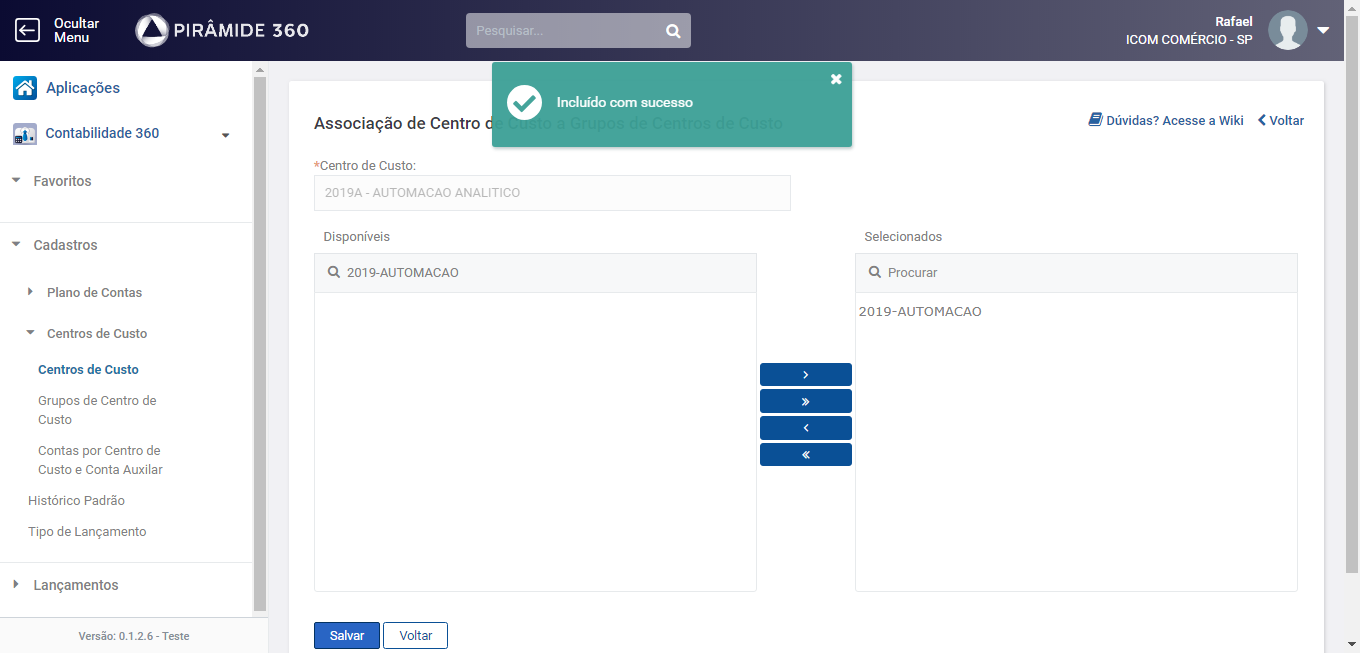 Ocultar
Menu
PIRÂMIDE 360
Pesquisar...
Rafael
ICOM COMÉRCIO - SP
Aplicações
Contabilidade 360
Favoritos
Cadastros
Plano de Contas
Centros de Custo
Centros de Custo
Grupos de Centro de
Custo
Contas por Centro de
Custo e Conta Auxilar
Histórico Padrão
Tipo de Lançamento
Lançamentos
Versão: 0.1.2.6 - Teste
Incluído com sucesso
Associação de Centro de Custo a Grupos de Centros de Custo
Dúvidas? Acesse a Wiki
Voltar
*Centro de Custo:
2019A - AUTOMACAO ANALITICO
Disponíveis
2019-AUTOMACAO
Selecionados
Procurar
2019-AUTOMACAO
Salvar
Voltar